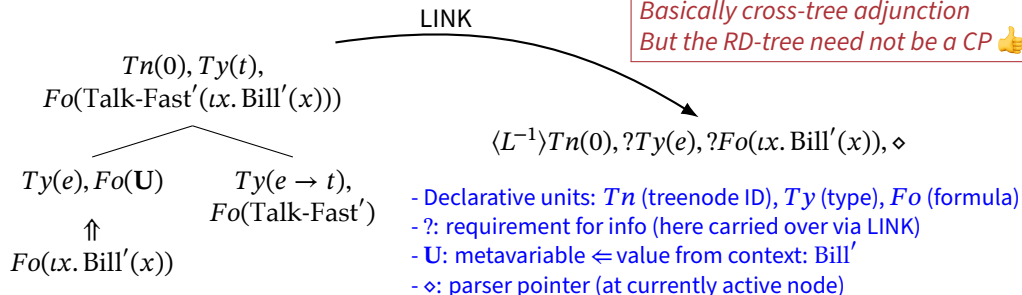 LINK
Basically cross-tree adjunction
But the RD-tree need not be a CP 👍
Tn(0), Ty(t),
Fo(Talk-Fast′(ιx. Bill′(x)))
⟨L⁻¹⟩Tn(0), ?Ty(e), ?Fo(ιx. Bill′(x)), ⋄
Ty(e), Fo(U)
Ty(e → t),
Fo(Talk-Fast′)
⇑
Fo(ιx. Bill′(x))
- Declarative units: Tn (treenode ID), Ty (type), Fo (formula)
- ?: requirement for info (here carried over via LINK)
- U: metavariable ⇐ value from context: Bill′
- ⋄: parser pointer (at currently active node)